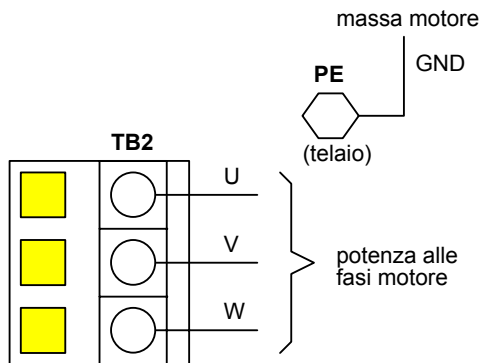 massa motore
GND
PE
(telaio)
TB2
U
V
W
potenza alle
fasi motore